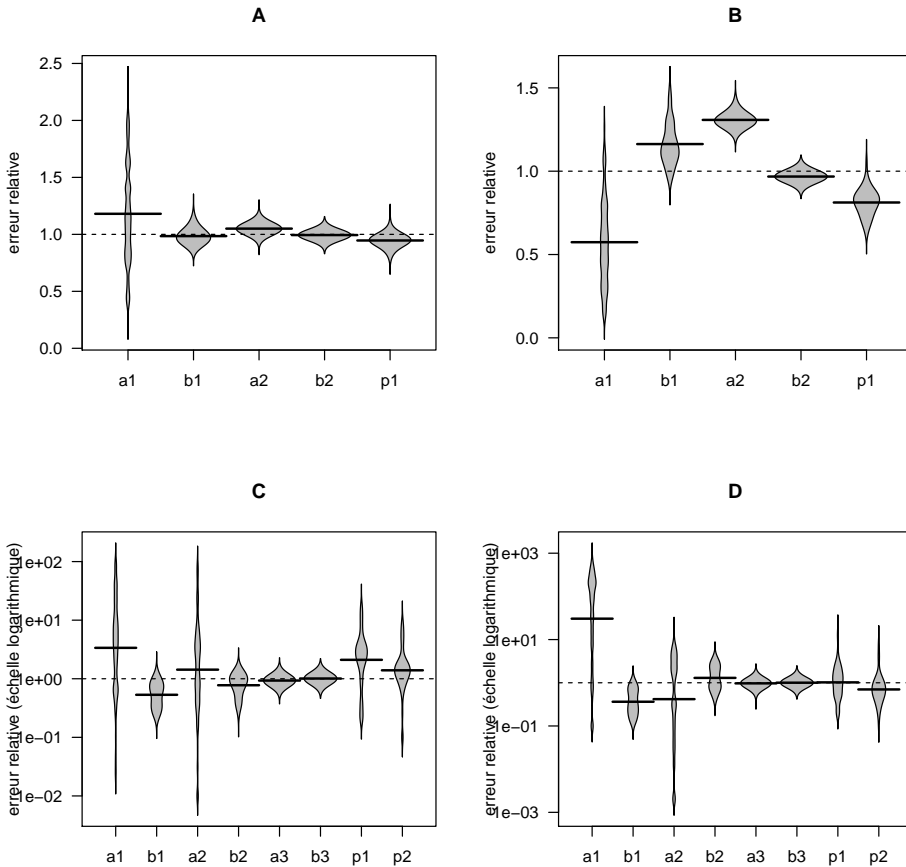 A
erreur relative
2.5
2.0
1.5
1.0
0.5
0.0
a1 b1 a2 b2 p1
B
erreur relative
1.5
1.0
0.5
0.0
a1 b1 a2 b2 p1
C
erreur relative (échelle logarithmique)
1e+02
1e+01
1e+00
1e−01
1e−02
a1 b1 a2 b2 a3 b3 p1 p2
D
erreur relative (échelle logarithmique)
1e+03
1e+01
1e−01
1e−03
a1 b1 a2 b2 a3 b3 p1 p2